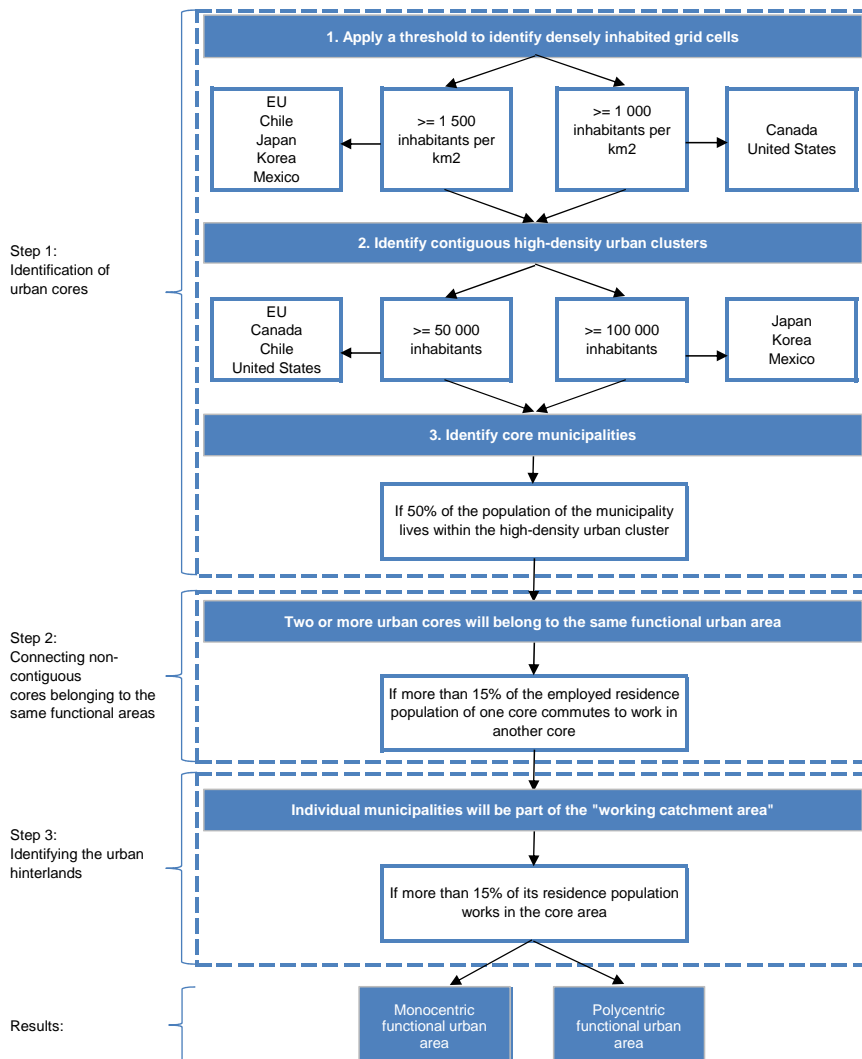 1. Apply a threshold to identify densely inhabited grid cells
EU
Chile
Japan
Korea
Mexico
>= 1 500
inhabitants per
km2
>= 1 000
inhabitants per
km2
Canada
United States
Step 1:
Identification of
urban cores
2. Identify contiguous high-density urban clusters
EU
Canada
Chile
United States
>= 50 000
inhabitants
>= 100 000
inhabitants
Japan
Korea
Mexico
3. Identify core municipalities
If 50% of the population of the municipality
lives within the high-density urban cluster
Step 2:
Connecting non-
contiguous
cores belonging to the
same functional areas
Two or more urban cores will belong to the same functional urban area
If more than 15% of the employed residence
population of one core commutes to work in
another core
Step 3:
Identifying the urban
hinterlands
Individual municipalities will be part of the "working catchment area"
If more than 15% of its residence population
works in the core area
Results:
Monocentric
functional urban
area
Polycentric
functional urban
area